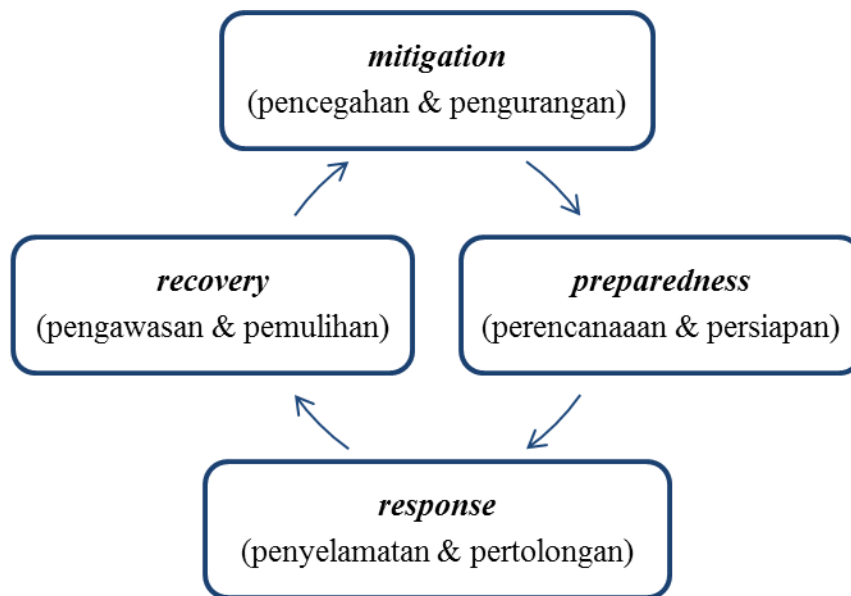 mitigation
(pencegahan & pengurangan)
recovery
(pengawasan & pemulihan)
preparedness
(perencanaaan & persiapan)
response
(penyelamatan & pertolongan)